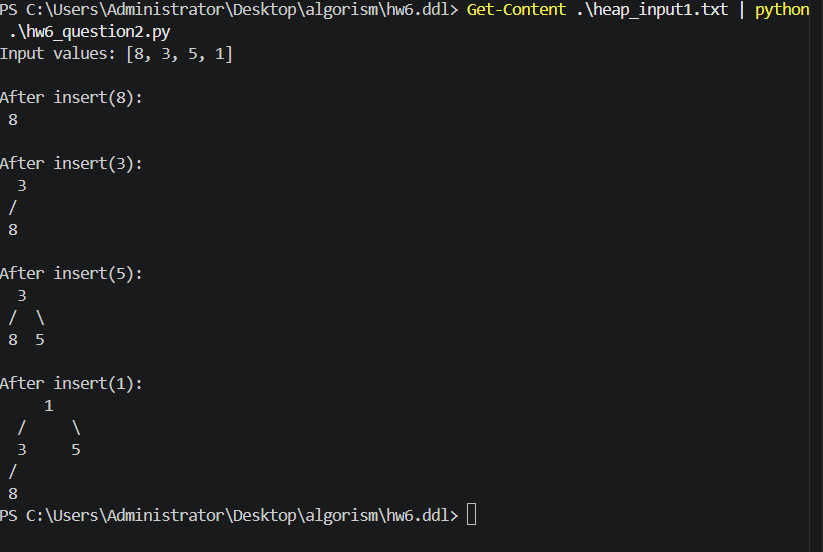 PS C:\Users\Administrator\Desktop\algorism\hw6.ddl> Get-Content .\heap_input1.txt | python
 .\hw6_question2.py
Input values: [8, 3, 5, 1]

After insert(8):
 8

After insert(3):
  3
 /
 8

After insert(5):
  3
 /  \
 8  5

After insert(1):
     1
  /     \
  3     5
 /
 8
PS C:\Users\Administrator\Desktop\algorism\hw6.ddl>